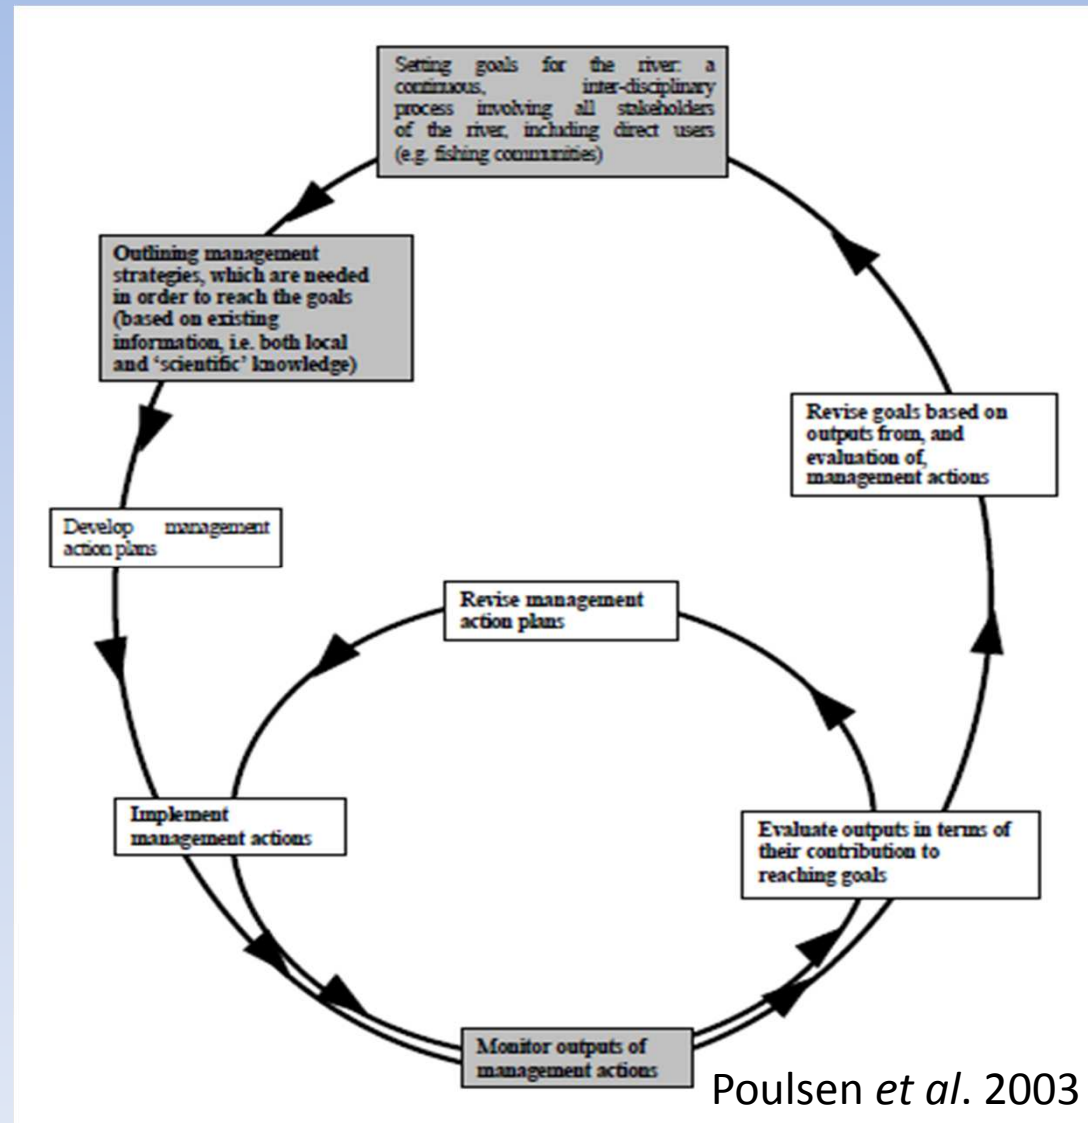 Setting goals for the river: a
continuous, inter-disciplinary
process involving all stakeholders
of the river, including direct users
(e.g. fishing communities)
Outlining management
strategies, which are needed
in order to reach the goals
(based on existing
information, i.e. both local
and ‘scientific’ knowledge)
Develop management
action plans
Implement
management actions
Monitor outputs of
management actions
Evaluate outputs in terms of
their contribution to
reaching goals
Revise management
action plans
Revise goals based on
outputs from, and
evaluation of,
management actions
Poulsen et al. 2003